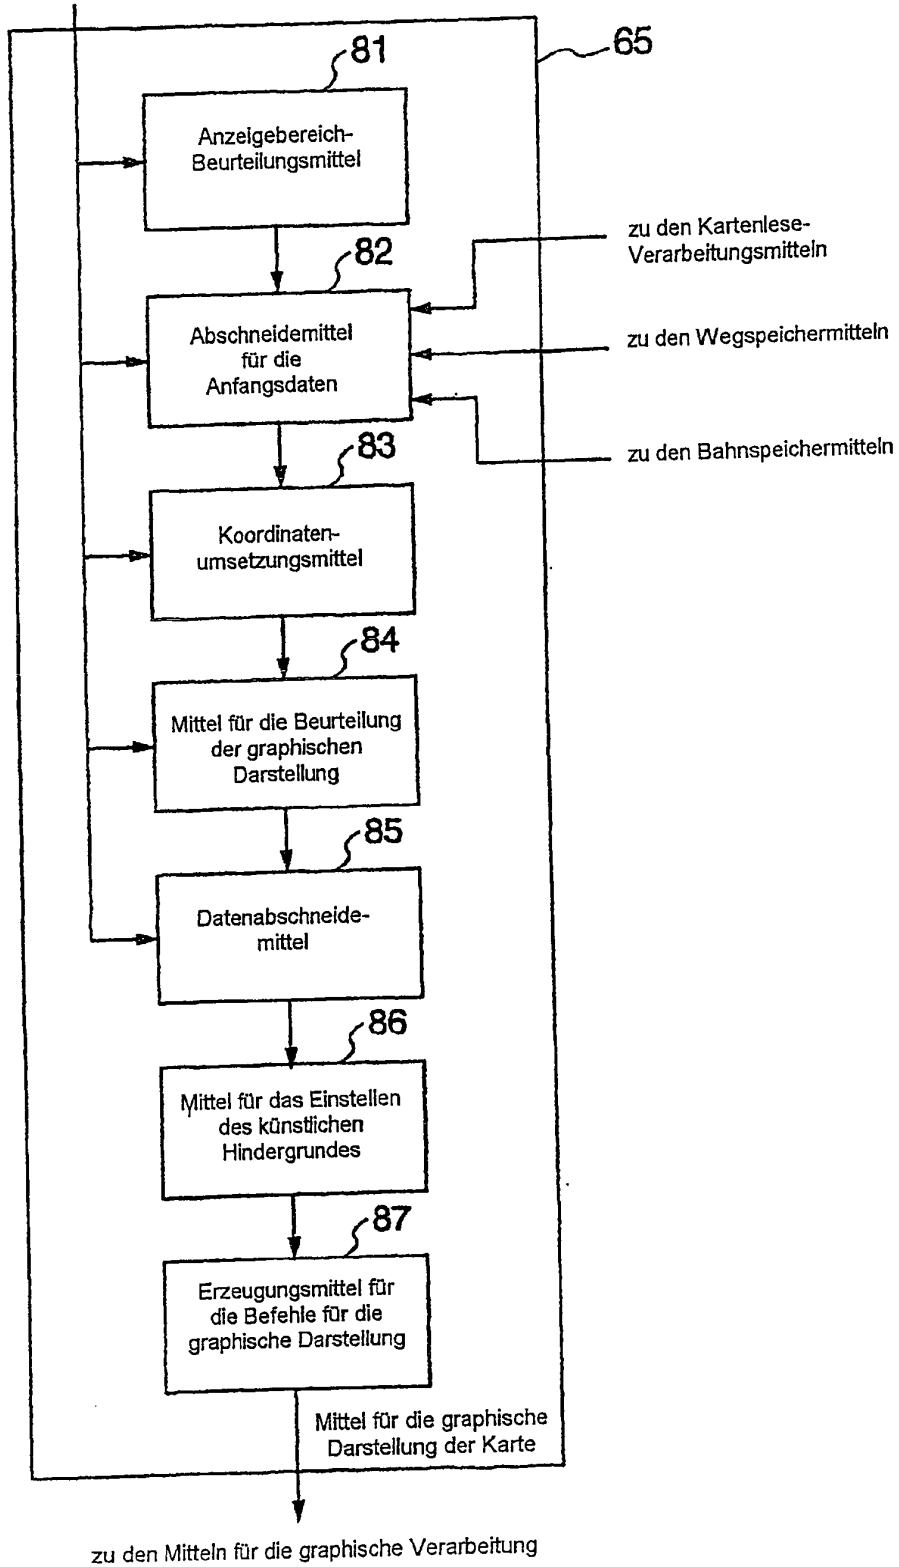 65
81
Anzeigebereich-
Beurteilungsmittel
zu den Kartenlese-
Verarbeitungsmitteln
82
Abschneidemittel
für die
Anfangsdaten
zu den Wegspeichermitteln
zu den Bahnspeichermitteln
83
Koordinaten-
umsetzungsmittel
84
Mittel für die Beurteilung
der graphischen
Darstellung
85
Datenabschneide-
mittel
86
Mittel für das Einstellen
des künstlichen
Hindergrundes
87
Erzeugungsmittel für
die Befehle für die
graphische Darstellung
Mittel für die graphische
Darstellung der Karte
zu den Mitteln für die graphische Verarbeitung